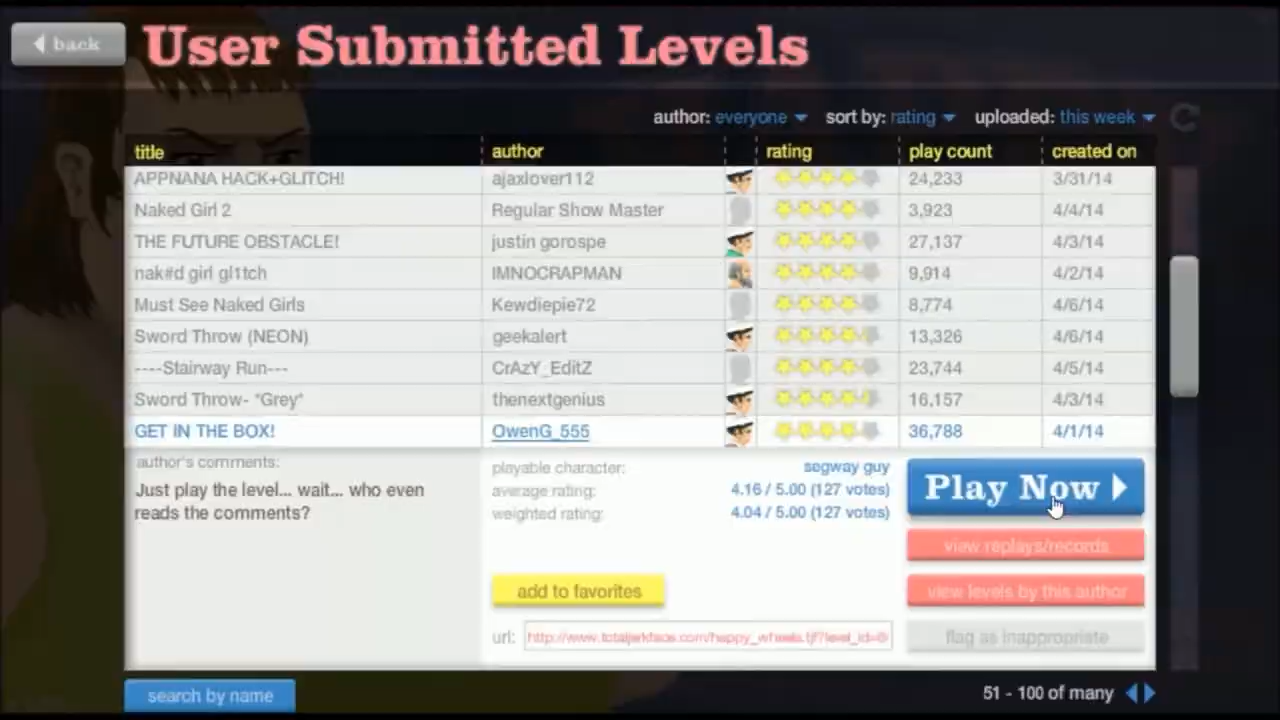 back
User Submitted Levels
author: everyone sort by: rating uploaded: this week
title author rating play count created on
APPNANA HACK+GLITCH! ajaxlover112 24,233 3/31/14
Naked Girl 2 Regular Show Master 3,923 4/4/14
THE FUTURE OBSTACLE! justin gorospe 27,137 4/3/14
nak#d girl gl1tch IMNOCRAPMAN 9,914 4/2/14
Must See Naked Girls Kewdiepie72 8,774 4/6/14
Sword Throw (NEON) geekalert 13,326 4/6/14
----Stairway Run--- CrAzY_EditZ 23,744 4/5/14
Sword Throw- *Grey* thenextgenius 16,157 4/3/14
GET IN THE BOX! OwenG_555 36,788 4/1/14
author's comments:
Just play the level... wait... who even
reads the comments?
playable character: segway guy
average rating: 4.16 / 5.00 (127 votes)
weighted rating: 4.04 / 5.00 (127 votes)
Play Now
view replays/records
view levels by this author
flag as inappropriate
add to favorites
url: http://www.totaljerkface.com/happy_wheels.tjf?level_id=
search by name
51 - 100 of many